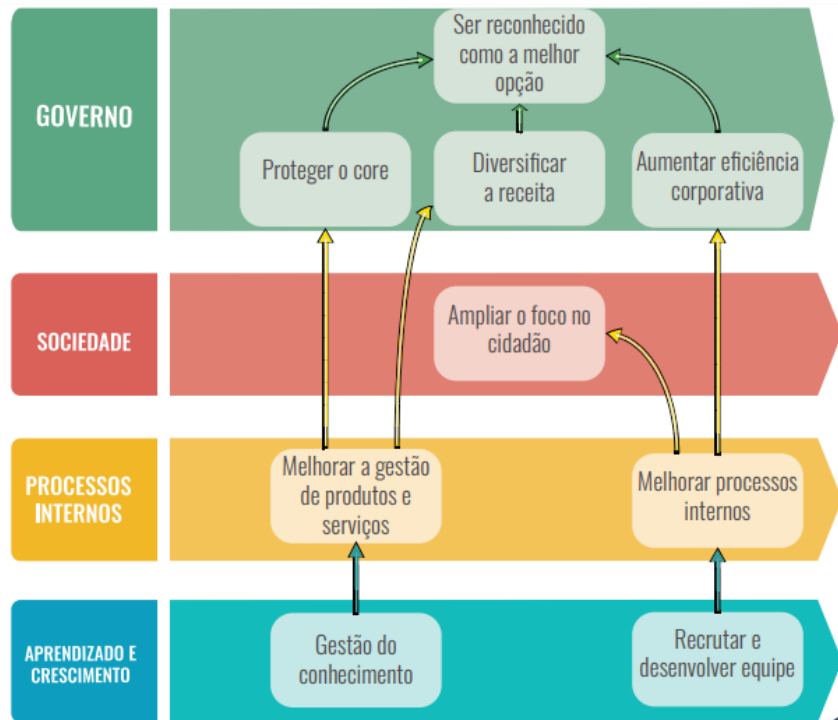 GOVERNO
Ser reconhecido
como a melhor
opção
Proteger o core
Diversificar
a receita
Aumentar eficiência
corporativa
SOCIEDADE
Ampliar o foco no
cidadão
PROCESSOS
INTERNOS
Melhorar a gestão
de produtos e
serviços
Melhorar processos
internos
APRENDIZADO E
CRESCIMENTO
Gestão do
conhecimento
Recrutar e
desenvolver equipe